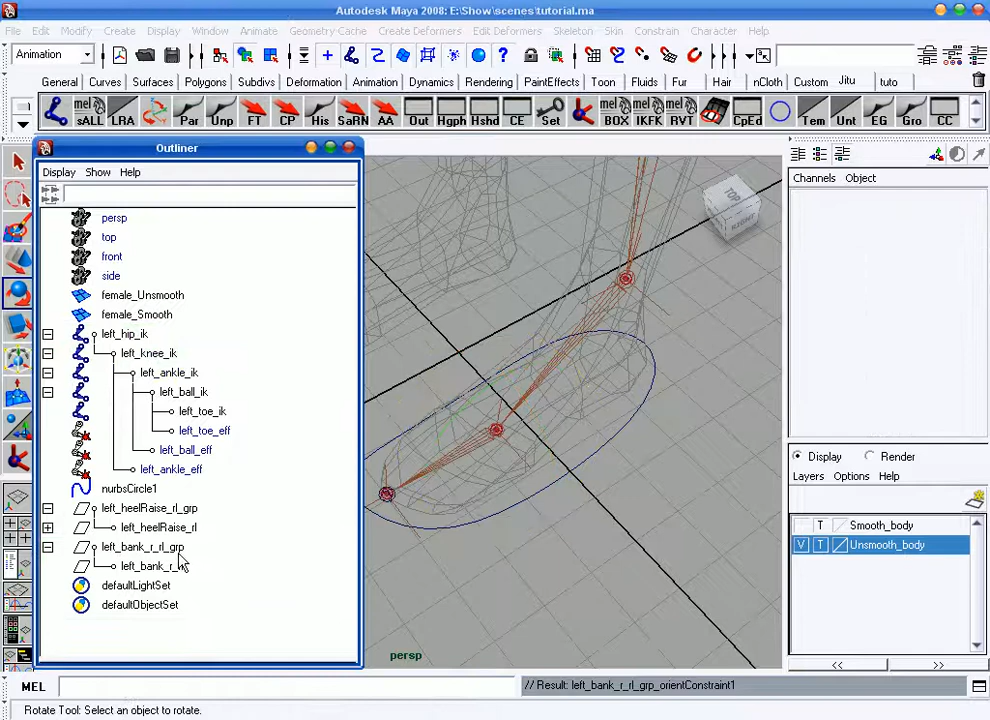 Autodesk Maya 2008: E:\Show\scenes\tutorial.ma
File Edit Modify Create Display Window Animate Geometry Cache Create Deformers Edit Deformers Skeleton Skin Constrain Character Help
Animation
General Curves Surfaces Polygons Subdivs Deformation Animation Dynamics Rendering PaintEffects Toon Fluids Fur Hair nCloth Custom Jitu tuto
mel sALL LRA Par Unp FT CP His SaRN AA Out Hgph Hshd CE Set mel BOX mel IKFK mel RVT CpEd Tem Unt EG Gro CC
Outliner
Display Show Help
persp
top
front
side
female_Unsmooth
female_Smooth
left_hip_ik
left_knee_ik
left_ankle_ik
left_ball_ik
left_toe_ik
left_toe_eff
left_ball_eff
left_ankle_eff
nurbsCircle1
left_heelRaise_rl_grp
left_heelRaise_rl
left_bank_r_rl_grp
left_bank_r_
defaultLightSet
defaultObjectSet
TOP
RIGHT
persp
Channels Object
Display Render
Layers Options Help
T Smooth_body
V T Unsmooth_body
<< >>
MEL
// Result: left_bank_r_rl_grp_orientConstraint1
Rotate Tool: Select an object to rotate.